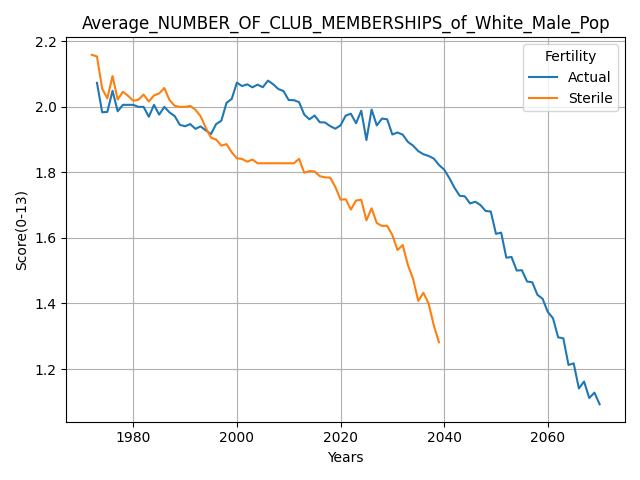 Average_NUMBER_OF_CLUB_MEMBERSHIPS_of_White_Male_Pop
Fertility
Actual
Sterile
Score(0-13)
2.2
2.0
1.8
1.6
1.4
1.2
1980 2000 2020 2040 2060
Years